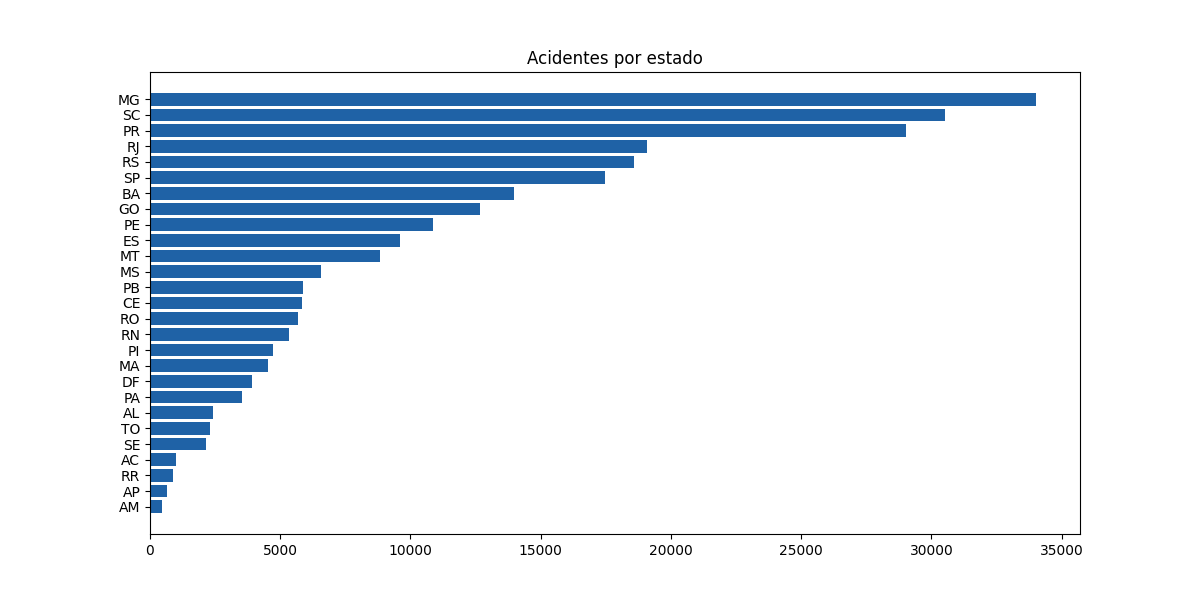 Acidentes por estado
MG
SC
PR
RJ
RS
SP
BA
GO
PE
ES
MT
MS
PB
CE
RO
RN
PI
MA
DF
PA
AL
TO
SE
AC
RR
AP
AM
0 5000 10000 15000 20000 25000 30000 35000